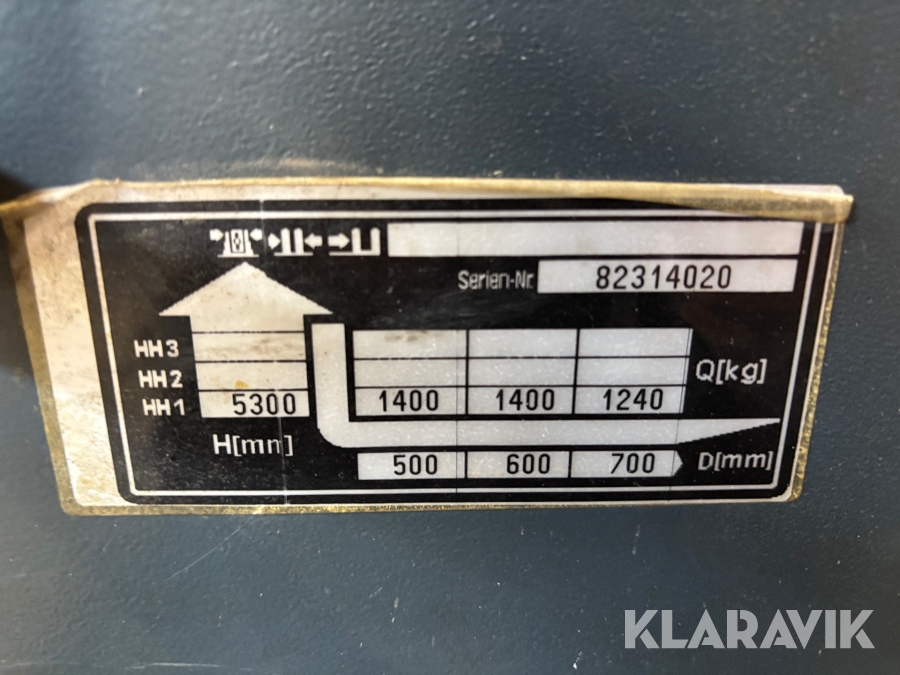 Serien-Nr. 82314020
HH3
HH2
Q[kg]
HH1 5300 1400 1400 1240
H[mm]
500 600 700 D[mm]
KLARAVIK